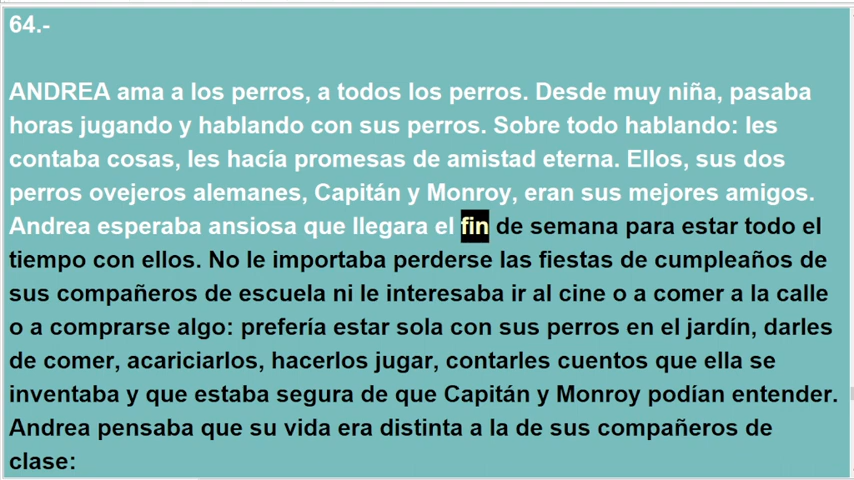 64.-
ANDREA ama a los perros, a todos los perros. Desde muy niña, pasaba
horas jugando y hablando con sus perros. Sobre todo hablando: les
contaba cosas, les hacía promesas de amistad eterna. Ellos, sus dos
perros ovejeros alemanes, Capitán y Monroy, eran sus mejores amigos.
Andrea esperaba ansiosa que llegara el fin de semana para estar todo el
tiempo con ellos. No le importaba perderse las fiestas de cumpleaños de
sus compañeros de escuela ni le interesaba ir al cine o a comer a la calle
o a comprarse algo: prefería estar sola con sus perros en el jardín, darles
de comer, acariciarlos, hacerlos jugar, contarles cuentos que ella se
inventaba y que estaba segura de que Capitán y Monroy podían entender.
Andrea pensaba que su vida era distinta a la de sus compañeros de
clase: